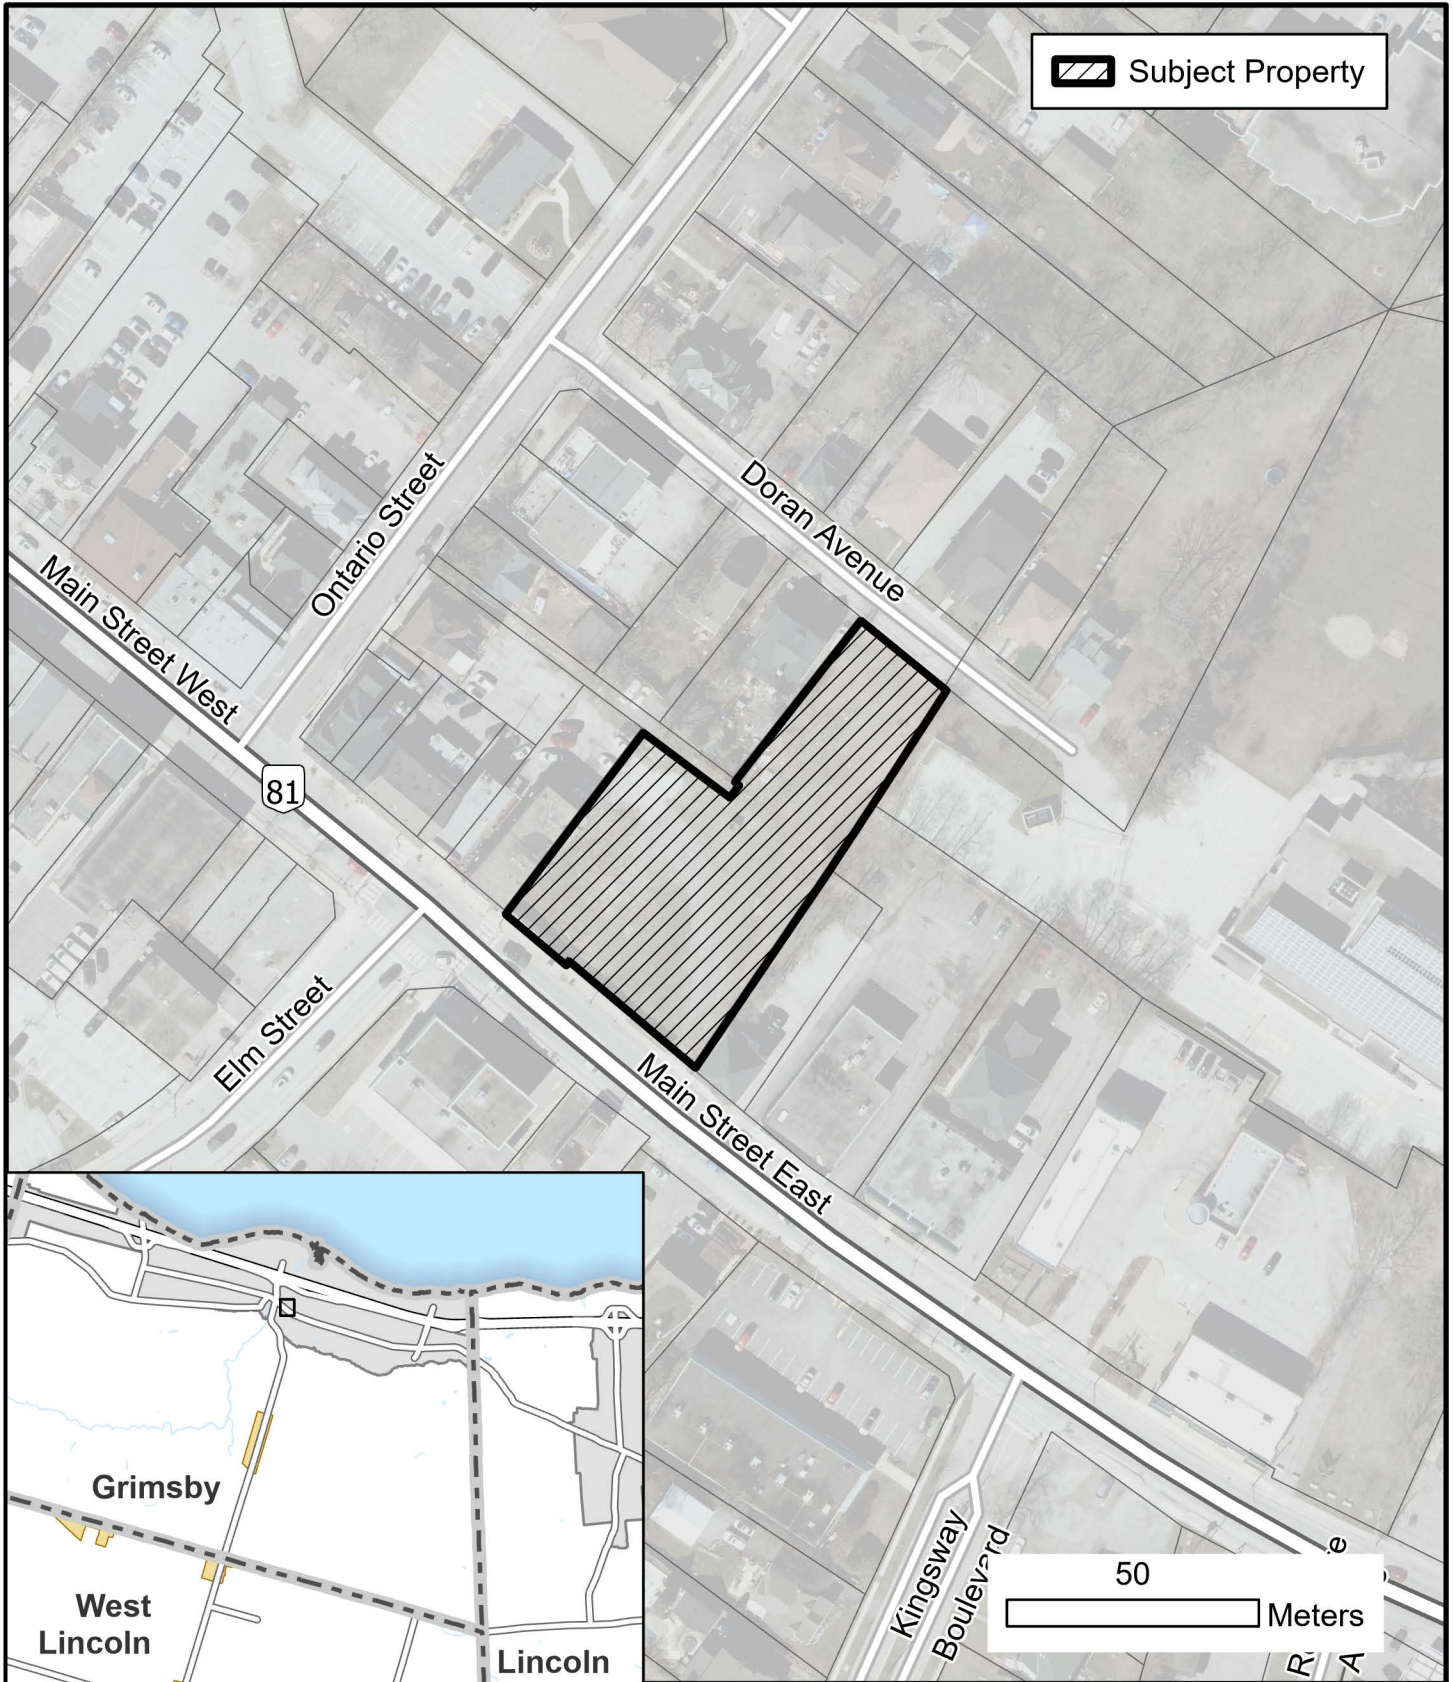 Subject Property
Doran Avenue
Ontario Street
Main Street West
81
Elm Street
Main Street East
Grimsby
West
Lincoln
Lincoln
Kingsway
Boulevard
50
Meters